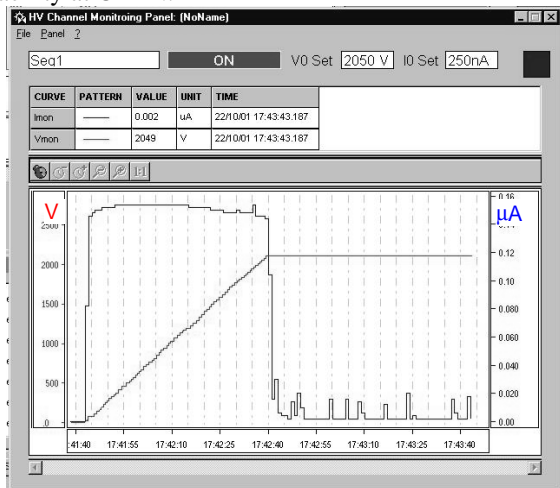 HV Channel Monitroing Panel: (NoName)
File Panel ?
Seq1 ON V0 Set 2050 V I0 Set 250nA
CURVE PATTERN VALUE UNIT TIME
Imon 0.002 uA 22/10/01 17:43:43.187
Vmon 2049 V 22/10/01 17:43:43.187
1:1
V µA
0.16
2500
0.12
2000
0.10
1500
0.080
0.060
1000
0.040
500
0.020
.0 0.00
:41:40 17:41:55 17:42:10 17:42:25 17:42:40 17:42:55 17:43:10 17:43:25 17:43:40